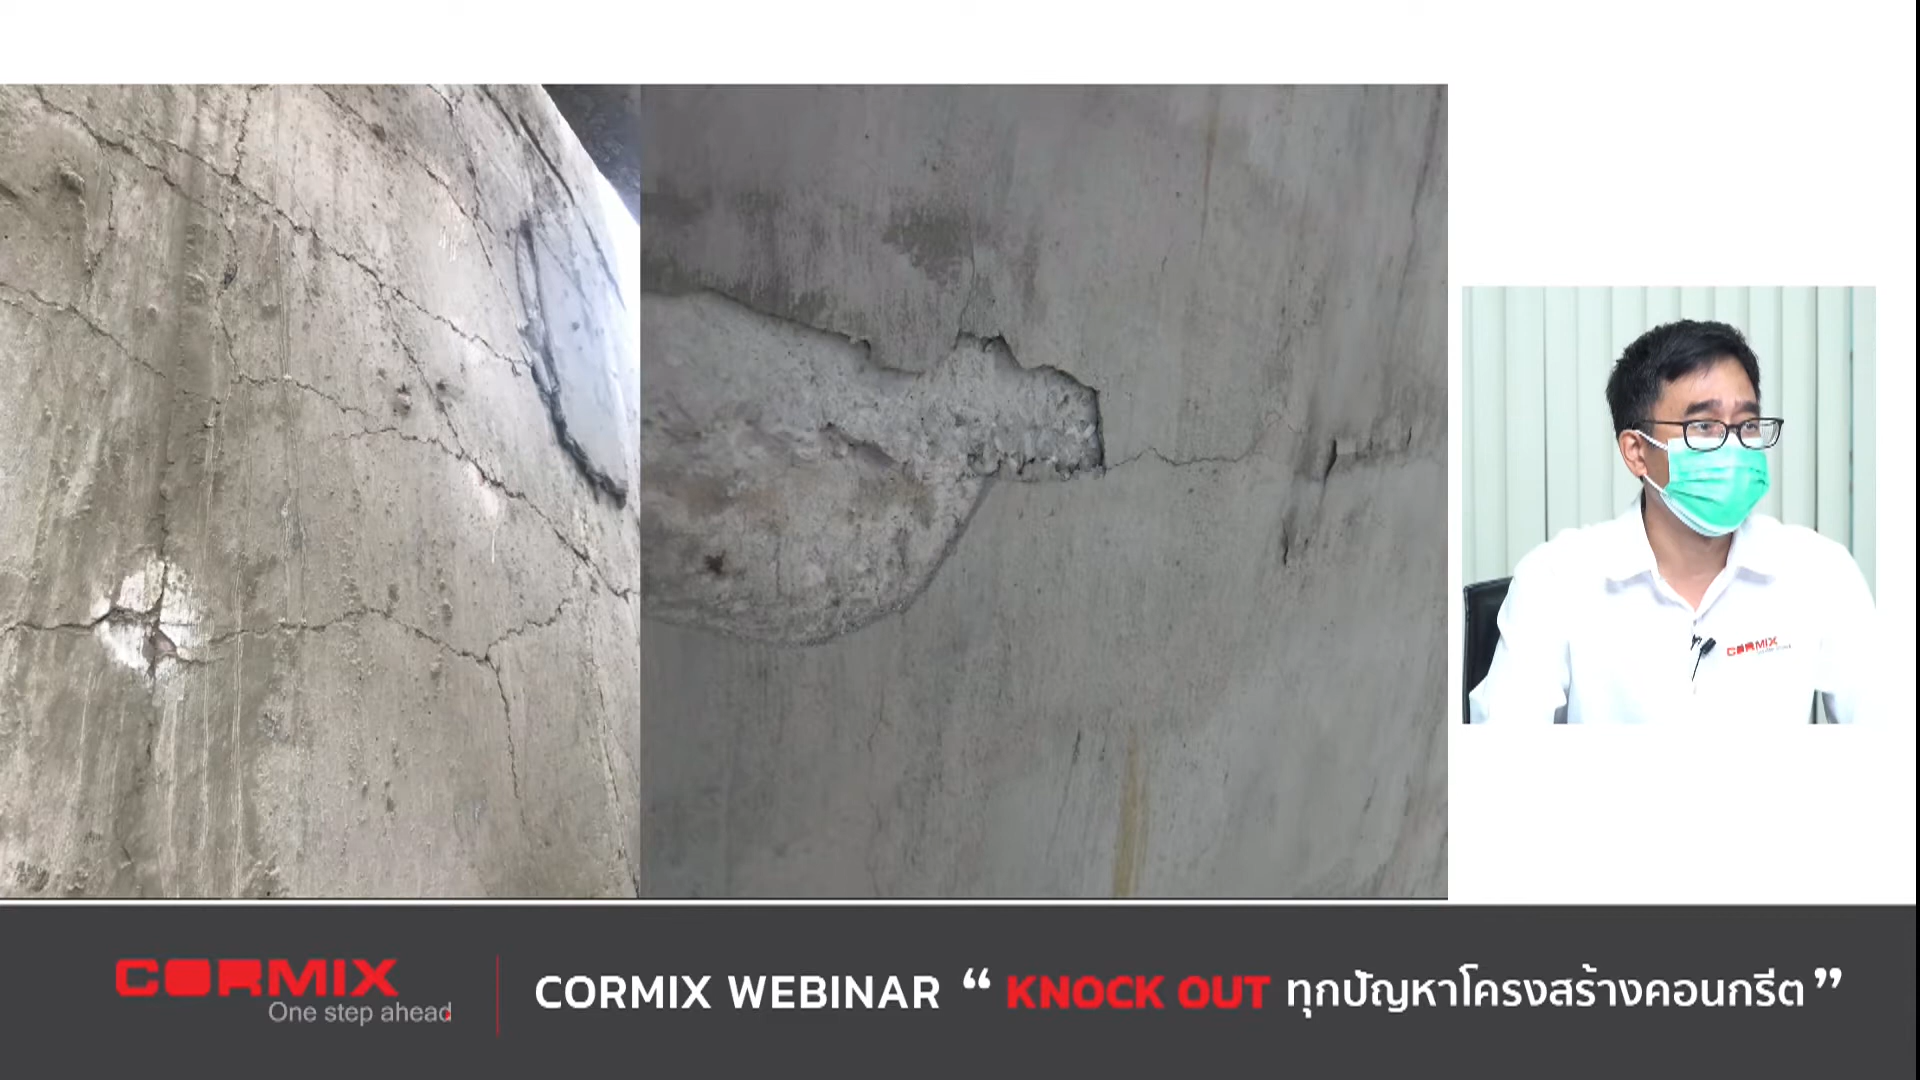 CORMIX
CORMIX
One step ahead
CORMIX WEBINAR “ KNOCK OUT ทุกปัญหาโครงสร้างคอนกรีต ”